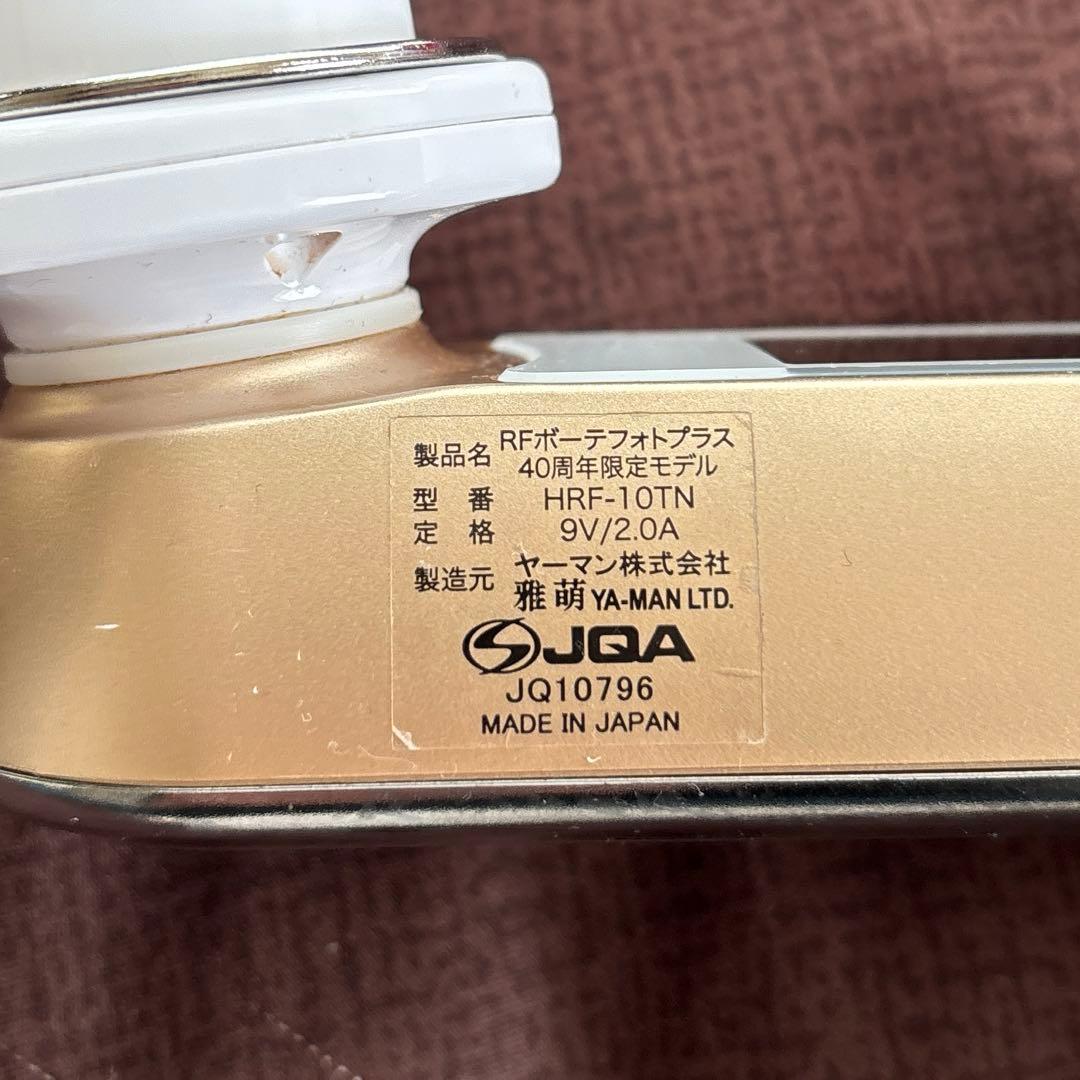 製品名 RFボーテフォトプラス
40周年限定モデル
型 番 HRF-10TN
定 格 9V/2.0A
製造元 ヤーマン株式会社
雅萌 YA-MAN LTD.
JQA
JQ10796
MADE IN JAPAN